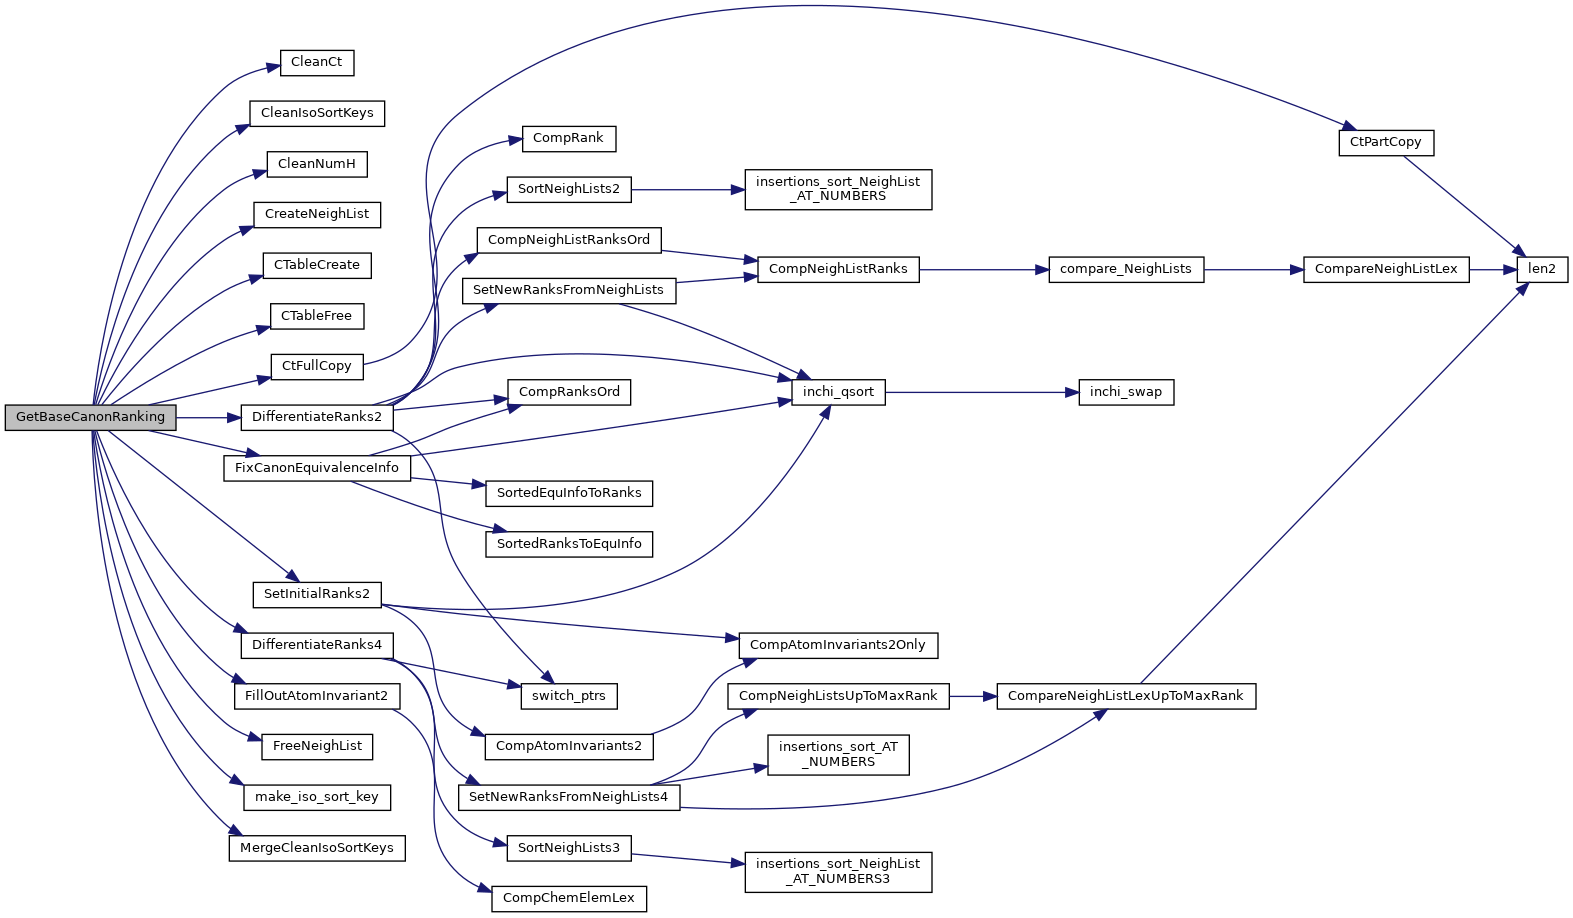 GetBaseCanonRanking
CleanCt
CleanIsoSortKeys
CleanNumH
CreateNeighList
CTableCreate
CTableFree
CtFullCopy
DifferentiateRanks2
FixCanonEquivalenceInfo
SetInitialRanks2
DifferentiateRanks4
FillOutAtomInvariant2
FreeNeighList
make_iso_sort_key
MergeCleanIsoSortKeys
CompRank
SortNeighLists2
CompNeighListRanksOrd
SetNewRanksFromNeighLists
CompRanksOrd
SortedEquInfoToRanks
SortedRanksToEquInfo
switch_ptrs
CompAtomInvariants2
SetNewRanksFromNeighLists4
SortNeighLists3
CompChemElemLex
insertions_sort_NeighList
_AT_NUMBERS
CompNeighListRanks
inchi_qsort
CompAtomInvariants2Only
CompNeighListsUpToMaxRank
insertions_sort_AT
_NUMBERS
insertions_sort_NeighList
_AT_NUMBERS3
compare_NeighLists
inchi_swap
CompareNeighListLexUpToMaxRank
CtPartCopy
CompareNeighListLex
len2